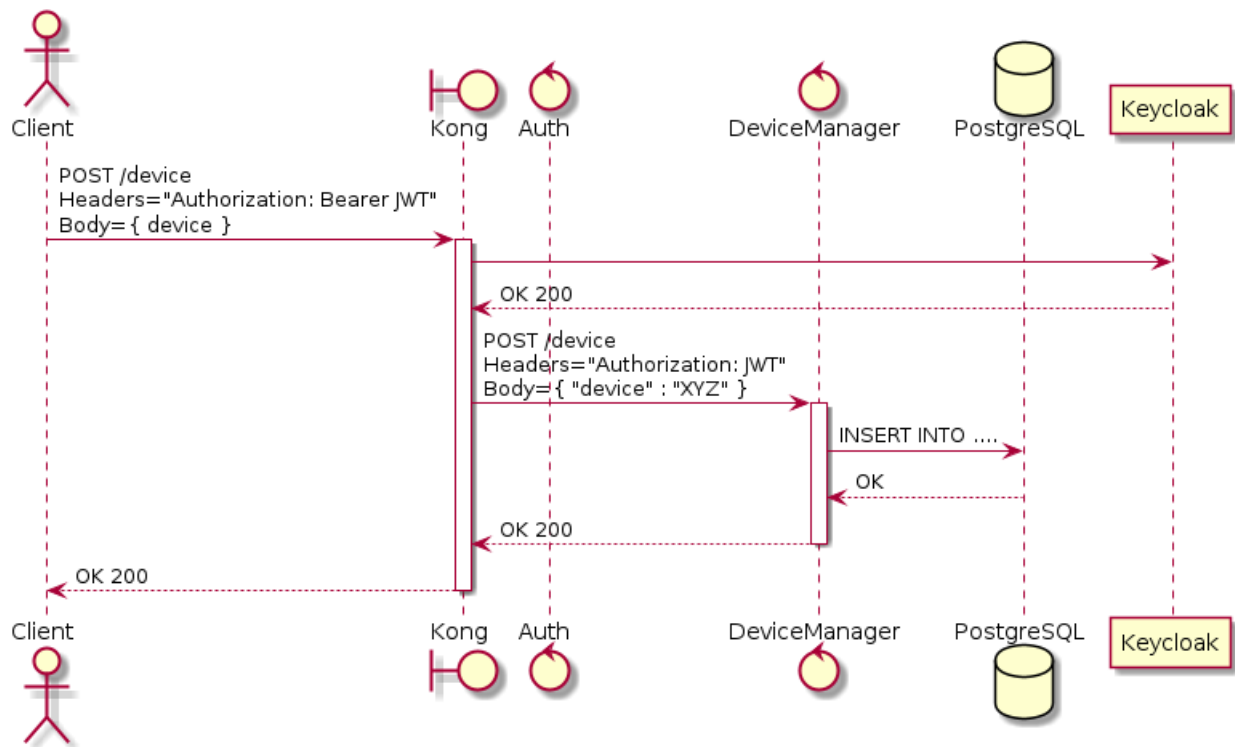 Client
Kong
Auth
DeviceManager
PostgreSQL
Keycloak
POST /device
Headers="Authorization: Bearer JWT"
Body={ device }
OK 200
POST /device
Headers="Authorization: JWT"
Body={ "device" : "XYZ" }
INSERT INTO ....
OK
OK 200
OK 200
Client
Kong
Auth
DeviceManager
PostgreSQL
Keycloak